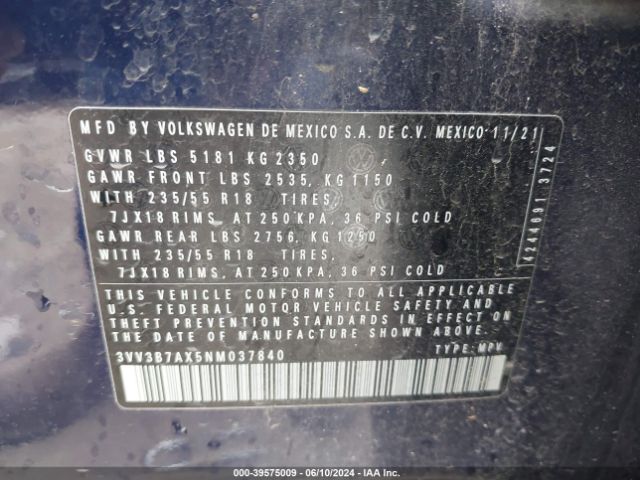 MFD BY VOLKSWAGEN DE MEXICO S.A. DE C.V. MEXICO 11/21
GVWR LBS 5181 KG 2350
GAWR FRONT LBS 2535, KG 1150
WITH 235/55 R18 TIRES,
7JX18 RIMS, AT 250 KPA, 36 PSI COLD
GAWR REAR LBS 2756, KG 1250
WITH 235/55 R18 TIRES,
7JX18 RIMS, AT 250 KPA, 36 PSI COLD
THIS VEHICLE CONFORMS TO ALL APPLICABLE
U.S. FEDERAL MOTOR VEHICLE SAFETY AND
THEFT PREVENTION STANDARDS IN EFFECT ON
THE DATE OF MANUFACTURE SHOWN ABOVE.
3VV3B7AX5NM037840 TYPE: MPV
4244691 3724
000-39575009 - 06/10/2024 - IAA Inc.